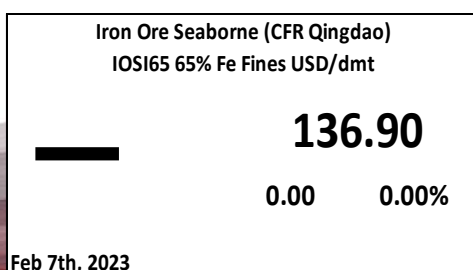 Iron Ore Seaborne (CFR Qingdao)
IOSI65 65% Fe Fines USD/dmt
136.90
0.00 0.00%
Feb 7th, 2023